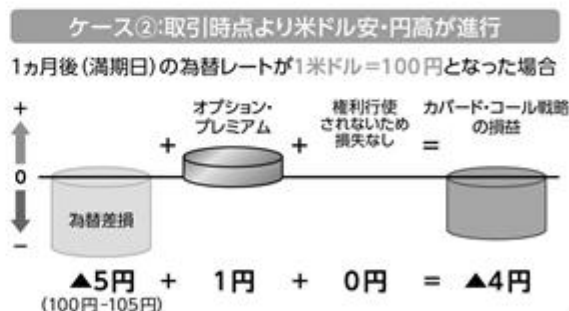 ケース②:取引時点より米ドル安・円高が進行
1ヵ月後(満期日)の為替レートが1米ドル=100円となった場合
+
0
−
為替差損
+
オプション・
プレミアム
+
権利行使
されないため
損失なし
=
カバード・コール戦略
の損益
▲5円 + 1円 + 0円 = ▲4円
(100円-105円)